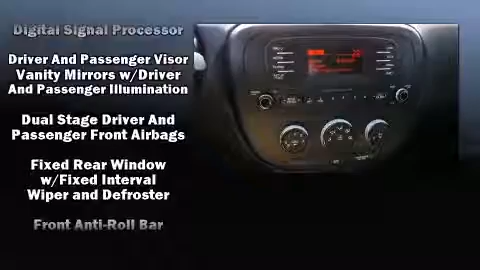 Digital Signal Processor
Driver And Passenger Visor
Vanity Mirrors w/Driver
And Passenger Illumination
Dual Stage Driver And
Passenger Front Airbags
Fixed Rear Window
w/Fixed Interval
Wiper and Defroster
Front Anti-Roll Bar